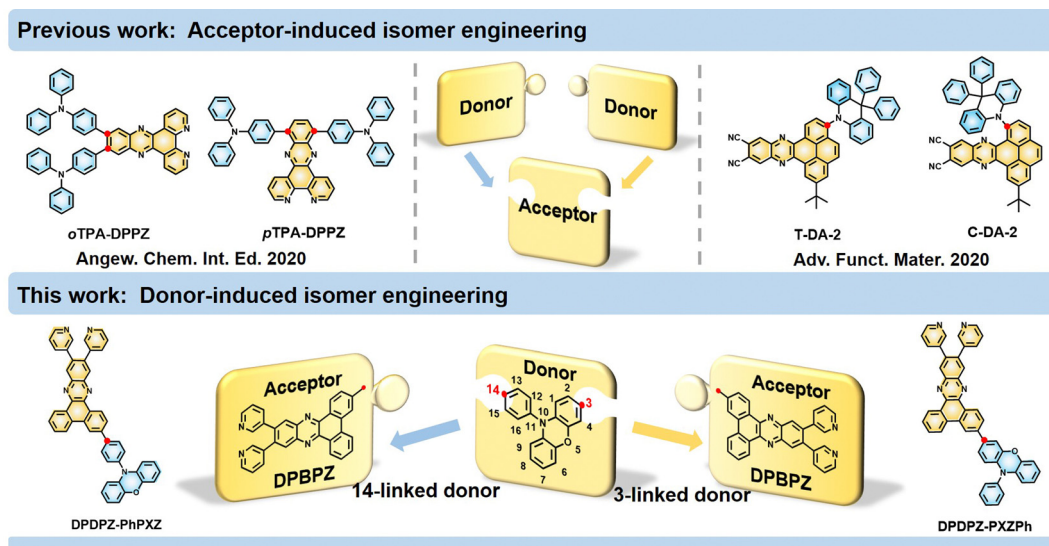 Previous work: Acceptor-induced isomer engineering
N
N
N
N
N
N
oTPA-DPPZ
N
N
N
N
N
N
pTPA-DPPZ
Angew. Chem. Int. Ed. 2020
Donor
Donor
Acceptor
NC
NC
N
N
N
T-DA-2
NC
NC
N
N
N
C-DA-2
Adv. Funct. Mater. 2020
This work: Donor-induced isomer engineering
N
N
N
N
N
O
DPDPZ-PhPXZ
Acceptor
N
N
N
N
DPBPZ
14-linked donor
Donor
14
13
12
15
16
11
10
N
1
2
3
4
O
5
9
8
7
6
3-linked donor
Acceptor
N
N
N
N
DPBPZ
N
N
N
N
O
N
DPDPZ-PXZPh